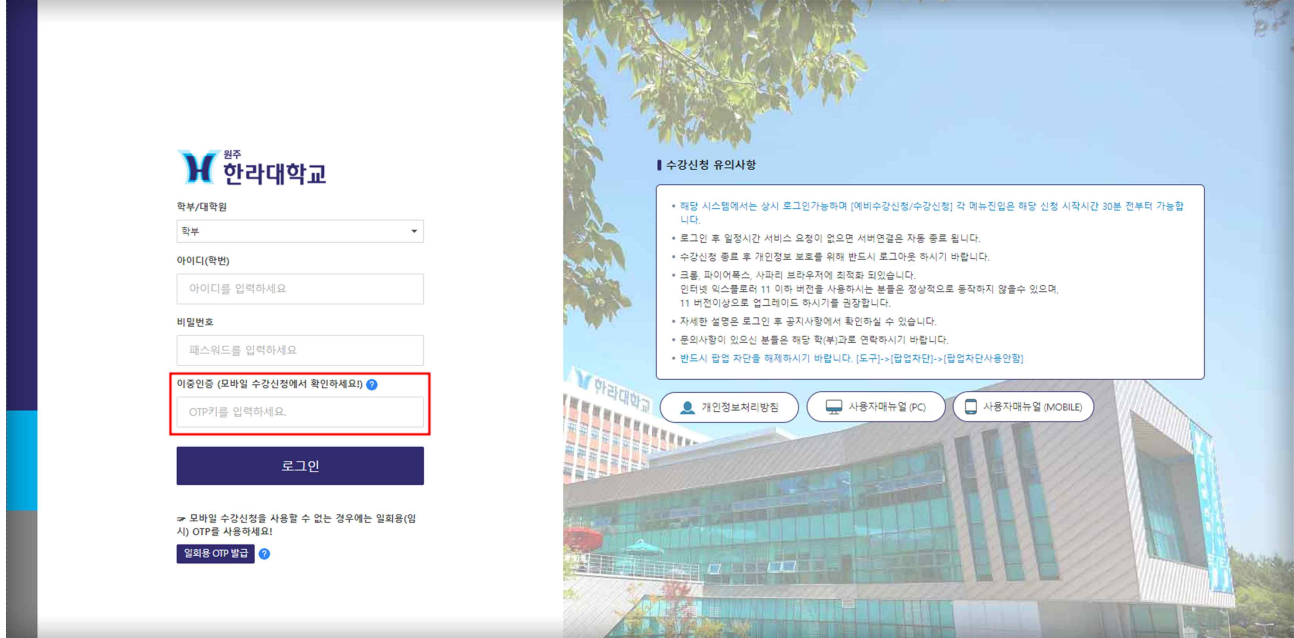 원주
한라대학교
학부/대학원
학부
아이디(학번)
아이디를 입력하세요
비밀번호
패스워드를 입력하세요
이중인증 (모바일 수강신청에서 확인하세요!) ?
OTP키를 입력하세요.
로그인
☞ 모바일 수강신청을 사용할 수 없는 경우에는 일회용(임
시) OTP를 사용하세요!
일회용 OTP 발급 ?
수강신청 유의사항
해당 시스템에서는 상시 로그인가능하며 [예비수강신청/수강신청] 각 메뉴진입은 해당 신청 시작시간 30분 전부터 가능합
니다.
로그인 후 일정시간 서비스 요청이 없으면 서버연결은 자동 종료 됩니다.
수강신청 종료 후 개인정보 보호를 위해 반드시 로그아웃 하시기 바랍니다.
크롬, 파이어폭스, 사파리 브라우저에 최적화 되있습니다.
인터넷 익스플로러 11 이하 버전을 사용하시는 분들은 정상적으로 동작하지 않을수 있으며,
11 버전이상으로 업그레이드 하시기를 권장합니다.
자세한 설명은 로그인 후 공지사항에서 확인하실 수 있습니다.
문의사항이 있으신 분들은 해당 학(부)과로 연락하시기 바랍니다.
반드시 팝업 차단을 해제하시기 바랍니다. [도구]->[팝업차단]->[팝업차단사용안함]
개인정보처리방침
사용자매뉴얼 (PC)
사용자매뉴얼 (MOBILE)
한라대학교